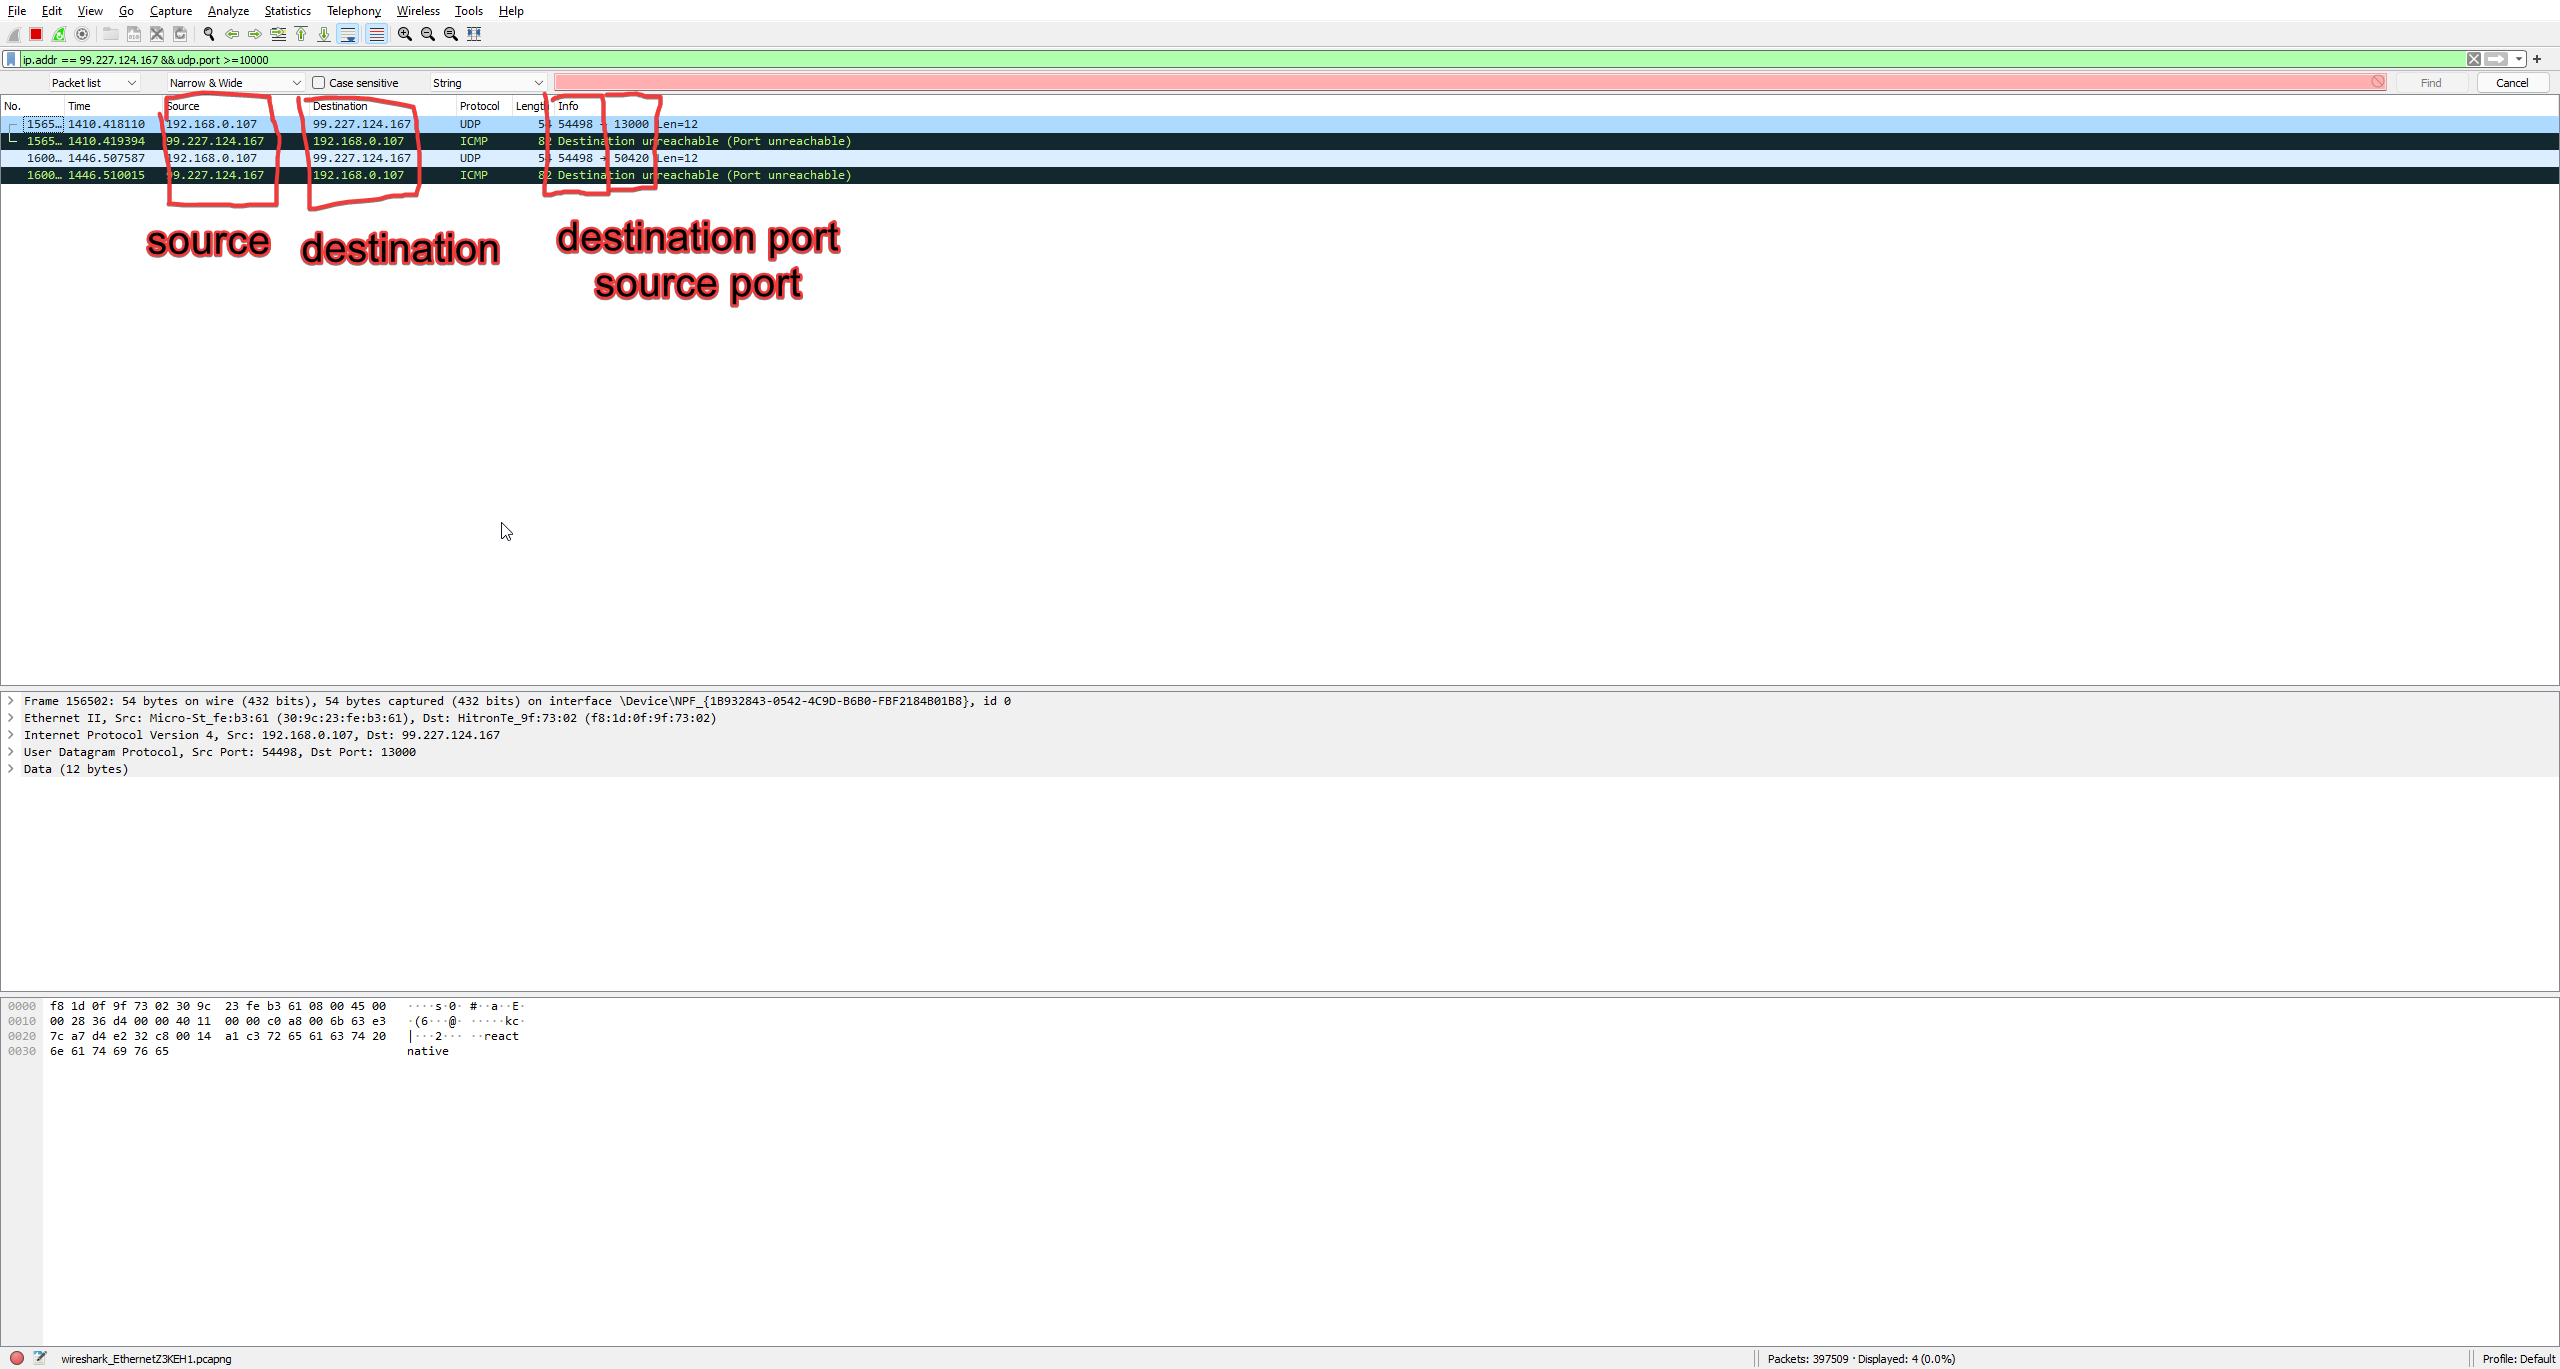 File Edit View Go Capture Analyze Statistics Telephony Wireless Tools Help
ip.addr == 99.227.124.167 && udp.port >=10000
Packet list Narrow & Wide Case sensitive String Find Cancel
No. Time Source Destination Protocol Length Info
1565… 1410.418110 192.168.0.107 99.227.124.167 UDP 54 54498 → 13000 Len=12
1565… 1410.419394 99.227.124.167 192.168.0.107 ICMP 82 Destination unreachable (Port unreachable)
1600… 1446.507587 192.168.0.107 99.227.124.167 UDP 54 54498 → 50420 Len=12
1600… 1446.510015 99.227.124.167 192.168.0.107 ICMP 82 Destination unreachable (Port unreachable)
source destination destination port
source port
Frame 156502: 54 bytes on wire (432 bits), 54 bytes captured (432 bits) on interface \Device\NPF_{1B932843-0542-4C9D-B6B0-FBF2184B01B8}, id 0
Ethernet II, Src: Micro-St_fe:b3:61 (30:9c:23:fe:b3:61), Dst: HitronTe_9f:73:02 (f8:1d:0f:9f:73:02)
Internet Protocol Version 4, Src: 192.168.0.107, Dst: 99.227.124.167
User Datagram Protocol, Src Port: 54498, Dst Port: 13000
Data (12 bytes)
0000 f8 1d 0f 9f 73 02 30 9c 23 fe b3 61 08 00 45 00 ····s·0· #··a··E·
0010 00 28 36 d4 00 00 40 11 00 00 c0 a8 00 6b 63 e3 ·(6···@· ·····kc·
0020 7c a7 d4 e2 32 c8 00 14 a1 c3 72 65 61 63 74 20 |···2··· ··react
0030 6e 61 74 69 76 65 native
wireshark_EthernetZ3KEH1.pcapng Packets: 397509 · Displayed: 4 (0.0%) Profile: Default